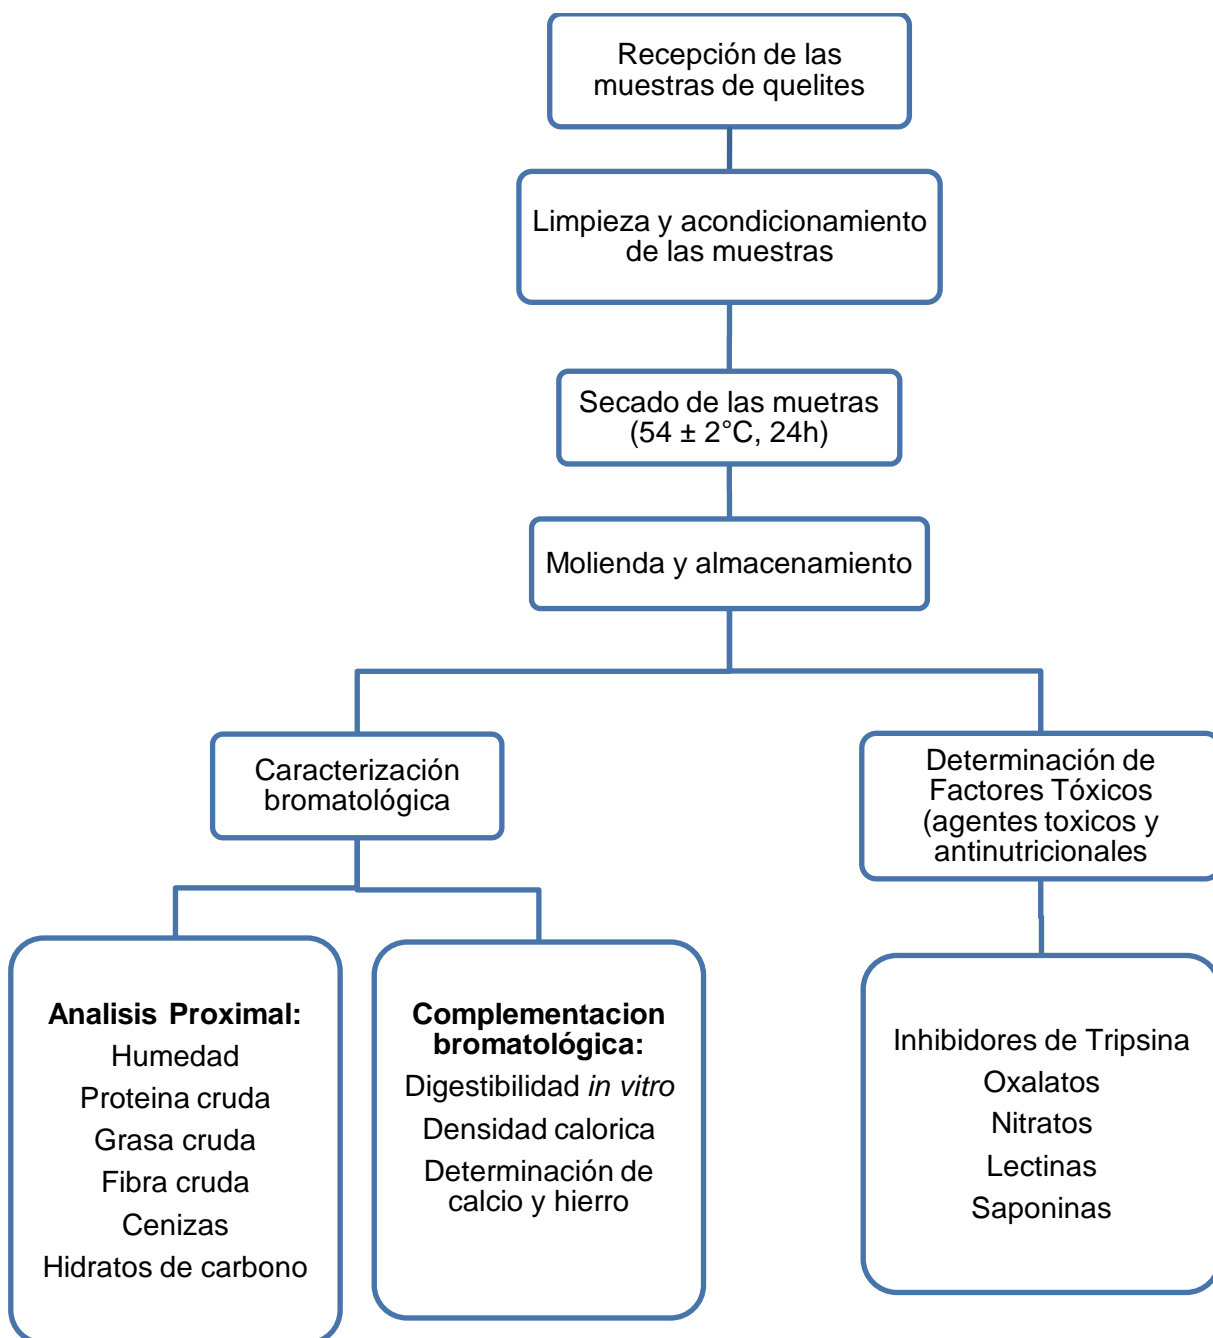 Recepción de las
muestras de quelites
Limpieza y acondicionamiento
de las muestras
Secado de las muetras
(54 ± 2°C, 24h)
Molienda y almacenamiento
Caracterización
bromatológica
Determinación de
Factores Tóxicos
(agentes toxicos y
antinutricionales
Analisis Proximal:
Humedad
Proteina cruda
Grasa cruda
Fibra cruda
Cenizas
Hidratos de carbono
Complementacion
bromatológica:
Digestibilidad in vitro
Densidad calorica
Determinación de
calcio y hierro
Inhibidores de Tripsina
Oxalatos
Nitratos
Lectinas
Saponinas